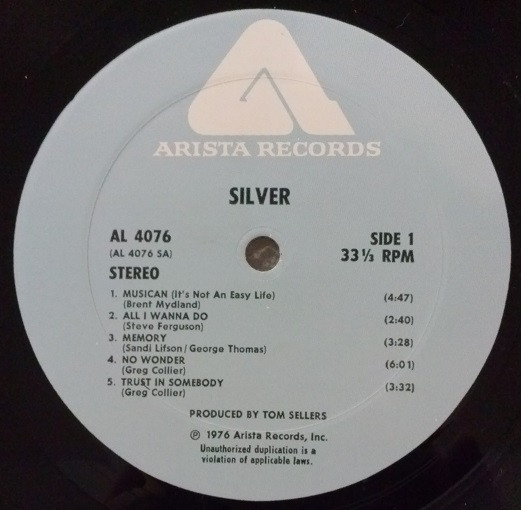 ARISTA RECORDS
SILVER
AL 4076
(AL 4076 SA)
STEREO
SIDE 1
33⅓ RPM
1. MUSICAN (It's Not An Easy Life) (4:47)
(Brent Mydland)
2. ALL I WANNA DO (2:40)
(Steve Ferguson)
3. MEMORY (3:28)
(Sandi Lifson/George Thomas)
4. NO WONDER (6:01)
(Greg Collier)
5. TRUST IN SOMEBODY (3:32)
(Greg Collier)
PRODUCED BY TOM SELLERS
℗ 1976 Arista Records, Inc.
Unauthorized duplication is a
violation of applicable laws.